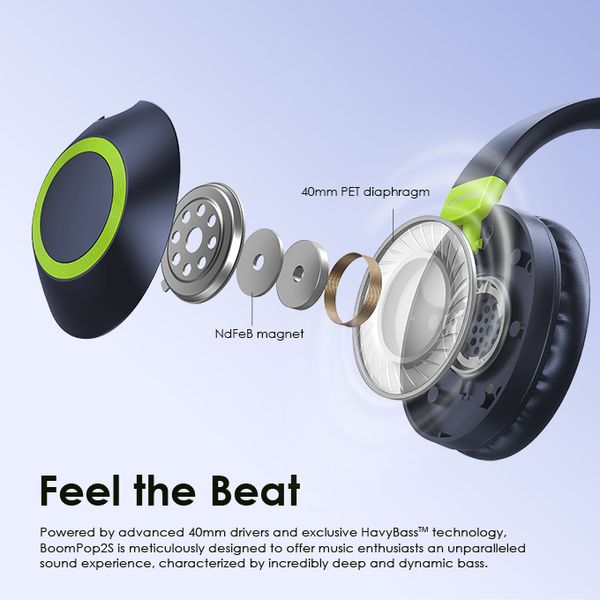 40mm PET diaphragm
NdFeB magnet
Feel the Beat
Powered by advanced 40mm drivers and exclusive HavyBass™ technology,
BoomPop2S is meticulously designed to offer music enthusiasts an unparalleled
sound experience, characterized by incredibly deep and dynamic bass.